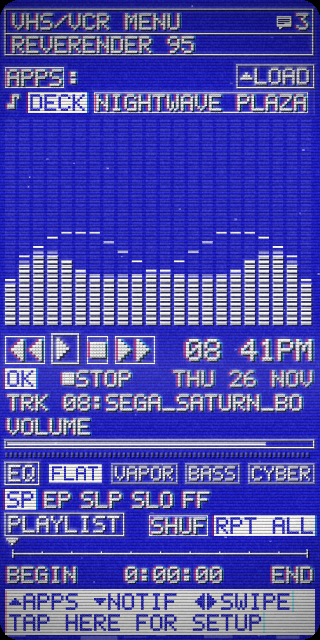 VHS/VCR MENU 3
REVERENDER 95
APPS: LOAD
DECK NIGHTWAVE PLAZA
08 41PM
OK STOP THU 26 NOV
TRK 08:SEGA_SATURN_BO
VOLUME
EQ FLAT VAPOR BASS CYBER
SP EP SLP SLO FF
PLAYLIST SHUF RPT ALL
BEGIN 0:00:00 END
APPS NOTIF SWIPE
TAP HERE FOR SETUP